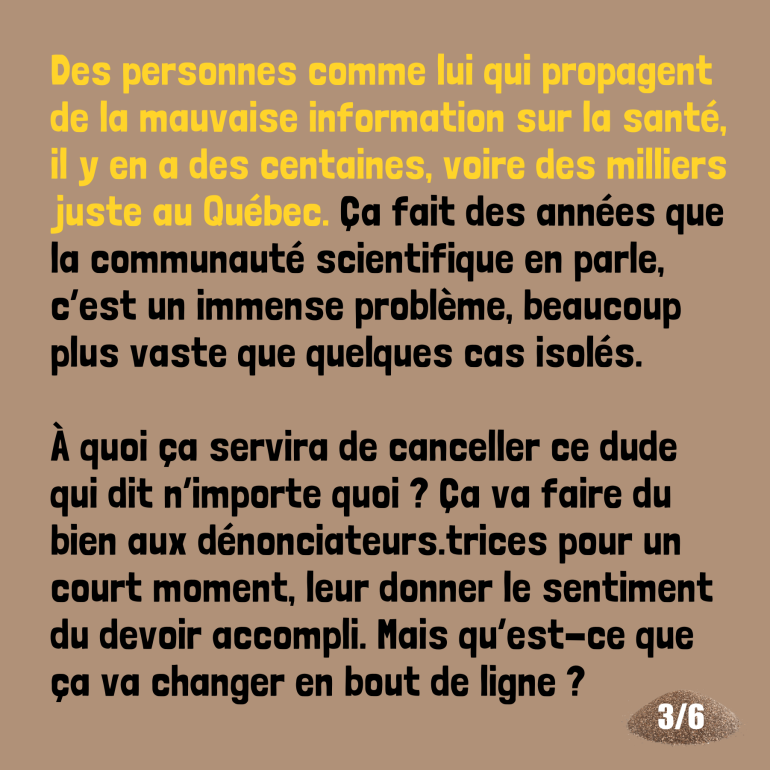 Des personnes comme lui qui propagent
de la mauvaise information sur la santé,
il y en a des centaines, voire des milliers
juste au Québec. Ça fait des années que
la communauté scientifique en parle,
c'est un immense problème, beaucoup
plus vaste que quelques cas isolés.
À quoi ça servira de canceller ce dude
qui dit n'importe quoi ? Ça va faire du
bien aux dénonciateurs.trices pour un
court moment, leur donner le sentiment
du devoir accompli. Mais qu'est-ce que
ça va changer en bout de ligne ?
3/6